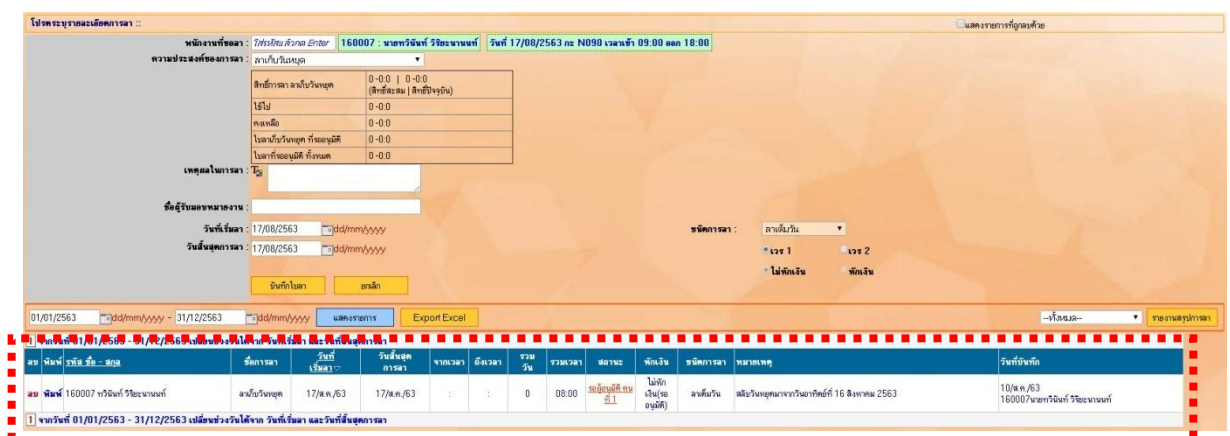 โปรดระบุรายละเอียดการลา ::
แสดงรายการที่ถูกลบด้วย
พนักงานที่ขอลา : ใส่รหัส แล้วกด Enter 160007 : นายทวีนันท์ วิริยะนานนท์ วันที่ 17/08/2563 กะ N090 เวลาเข้า 09:00 ออก 18:00
ความประสงค์ของการลา : ลาเก็บวันหยุด
สิทธิ์การลา ลาเก็บวันหยุด 0 -0:0 | 0 -0:0
(สิทธิ์สะสม | สิทธิ์ปัจจุบัน)
ใช้ไป 0 -0:0
คงเหลือ 0 -0:0
ใบลาเก็บวันหยุด ที่รออนุมัติ 0 -0:0
ใบลาที่รออนุมัติ ทั้งหมด 0 -0:0
เหตุผลในการลา :
ชื่อผู้รับมอบหมายงาน :
วันที่เริ่มลา : 17/08/2563 dd/mm/yyyy ชนิดการลา : ลาเต็มวัน
วันสิ้นสุดการลา : 17/08/2563 dd/mm/yyyy เวร 1 เวร 2
ไม่พักเงิน พักเงิน
บันทึกใบลา ยกเลิก
01/01/2563 dd/mm/yyyy - 31/12/2563 dd/mm/yyyy แสดงรายการ Export Excel --ทั้งหมด-- รายงานสรุปการลา
1 จากวันที่ 01/01/2563 - 31/12/2563 เปลี่ยนช่วงวันได้จาก วันที่เริ่มลา และวันที่สิ้นสุดการลา
ลบ พิมพ์ รหัส ชื่อ - สกุล ชื่อการลา วันที่เริ่มลา วันสิ้นสุดการลา จากเวลา ถึงเวลา รวมวัน รวมเวลา สถานะ พักเงิน ชนิดการลา หมายเหตุ วันที่บันทึก
ลบ พิมพ์ 160007 ทวีนันท์ วิริยะนานนท์ ลาเก็บวันหยุด 17/ส.ค./63 17/ส.ค./63 : : 0 08:00 รอผู้อนุมัติ คนที่ 1 ไม่พักเงิน(รออนุมัติ) ลาเต็มวัน สลับวันหยุดมาจากวันอาทิตย์ที่ 16 สิงหาคม 2563 10/ส.ค./63
160007นายทวีนันท์ วิริยะนานนท์
1 จากวันที่ 01/01/2563 - 31/12/2563 เปลี่ยนช่วงวันได้จาก วันที่เริ่มลา และวันที่สิ้นสุดการลา